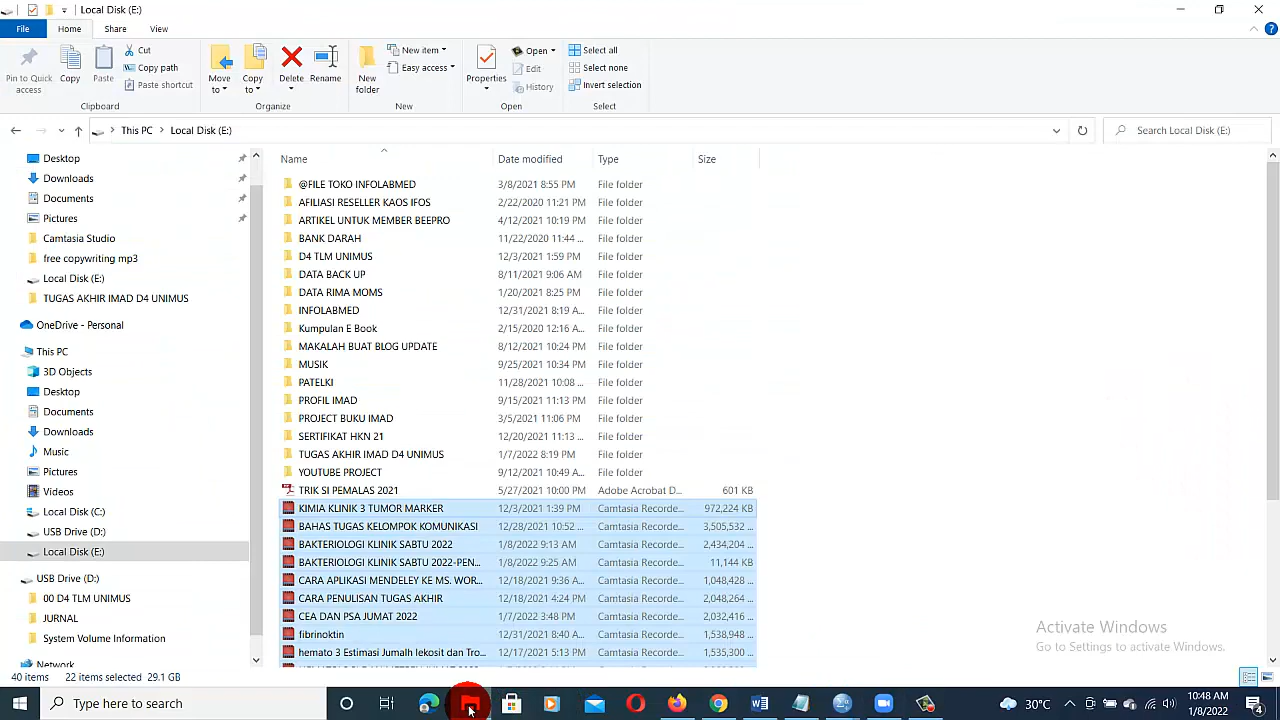 Local Disk (E:)
File Home Share View
Pin to Quick access
Copy
Paste
Cut
Copy path
Paste shortcut
Clipboard
Move to
Copy to
Delete
Rename
Organize
New folder
New item
Easy access
New
Properties
Open
Edit
History
Open
Select all
Select none
Invert selection
Select
This PC Local Disk (E:)
Search Local Disk (E:)
Desktop
Downloads
Documents
Pictures
Camtasia Studio
free copywriting mp3
Local Disk (E:)
TUGAS AKHIR IMAD D4 UNIMUS
OneDrive - Personal
This PC
3D Objects
Desktop
Documents
Downloads
Music
Pictures
Videos
Local Disk (C:)
USB Drive (D:)
Local Disk (E:)
USB Drive (D:)
00 D4 TLM UNIMUS
JURNAL
System Volume Information
Network
Name Date modified Type Size
@FILE TOKO INFOLABMED 3/8/2021 8:55 PM File folder
AFILIASI RESELLER KAOS IFOS 2/22/2020 11:21 PM File folder
ARTIKEL UNTUK MEMBER BEEPRO 4/12/2021 10:19 PM File folder
BANK DARAH 11/22/2020 11:44 ... File folder
D4 TLM UNIMUS 12/3/2021 1:59 PM File folder
DATA BACK UP 8/11/2021 9:06 AM File folder
DATA RIMA MOMS 1/20/2021 8:25 PM File folder
INFOLABMED 12/31/2021 8:19 A... File folder
Kumpulan E Book 2/15/2020 12:16 A... File folder
MAKALAH BUAT BLOG UPDATE 8/12/2021 10:24 PM File folder
MUSIK 9/25/2021 10:34 PM File folder
PATELKI 11/28/2021 10:08 ... File folder
PROFIL IMAD 9/15/2021 11:13 PM File folder
PROJECT BUKU IMAD 3/5/2021 11:06 PM File folder
SERTIFIKAT HKN 21 12/20/2021 11:13 ... File folder
TUGAS AKHIR IMAD D4 UNIMUS 1/7/2022 8:19 PM File folder
YOUTUBE PROJECT 9/12/2021 10:49 A... File folder
TRIK SI PEMALAS 2021 5/27/2021 10:00 PM Adobe Acrobat D... 601 KB
KIMIA KLINIK 3 TUMOR MARKER 12/3/2021 1:39 PM Camtasia Recorde... 972,224 KB
BAHAS TUGAS KELOMPOK KOMUNIKASI 12/28/2021 10:52 ... Camtasia Recorde... 3,505,532 ...
BAKTERIOLOGI KLINIK SABTU 2022 1/8/2022 9:13 AM Camtasia Recorde... 2,434,204 ...
BAKTERIOLOGI KLINIK SABTU 2022-PEN... 1/8/2022 9:25 AM Camtasia Recorde... 11,144 KB
CARA APLIKASI MENDELEY KE MS. WOR... 12/18/2021 9:36 A... Camtasia Recorde... 1,048,428 ...
CARA PENULISAN TUGAS AKHIR 12/18/2021 4:24 PM Camtasia Recorde... 2,048,264 ...
CEA DAN PSA JUMAT 2022 1/7/2022 3:48 PM Camtasia Recorde... 2,032,416 ...
fibrinoktin 12/31/2021 8:40 A... Camtasia Recorde... 1,538,948 ...
hemato 3 Estimasi Jumalh lekosit dan Tro... 12/17/2021 5:13 PM Camtasia Recorde... 1,535,300 ...
Activate Windows
Go to Settings to activate Windows.
40 items 22 items selected 29.1 GB
Type here to search
30°C
10:48 AM
1/8/2022
4